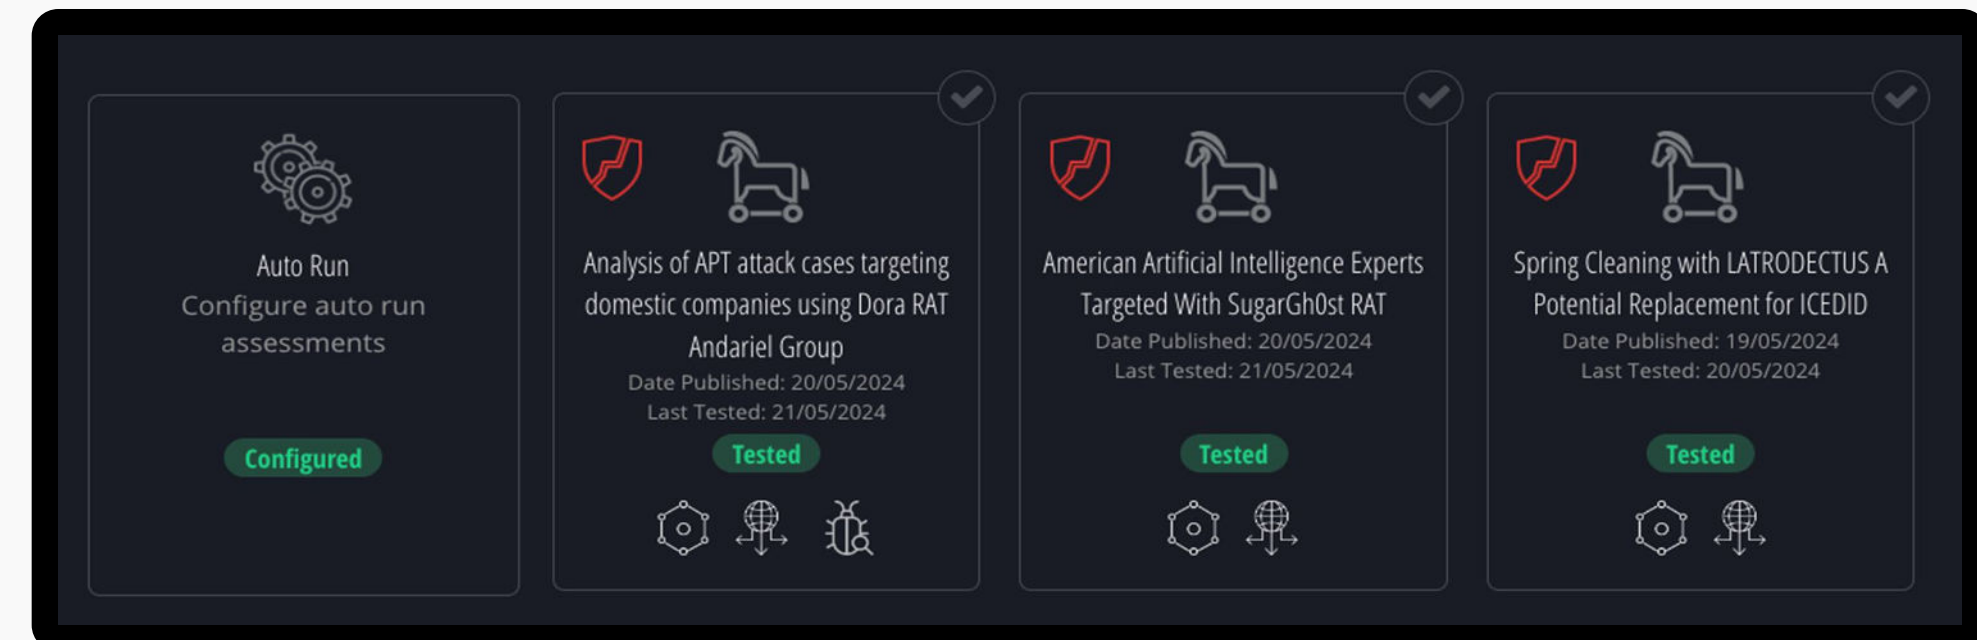 Auto Run
Configure auto run
assessments
Configured
Analysis of APT attack cases targeting
domestic companies using Dora RAT
Andariel Group
Date Published: 20/05/2024
Last Tested: 21/05/2024
Tested
American Artificial Intelligence Experts
Targeted With SugarGh0st RAT
Date Published: 20/05/2024
Last Tested: 21/05/2024
Tested
Spring Cleaning with LATRODECTUS A
Potential Replacement for ICEDID
Date Published: 19/05/2024
Last Tested: 20/05/2024
Tested